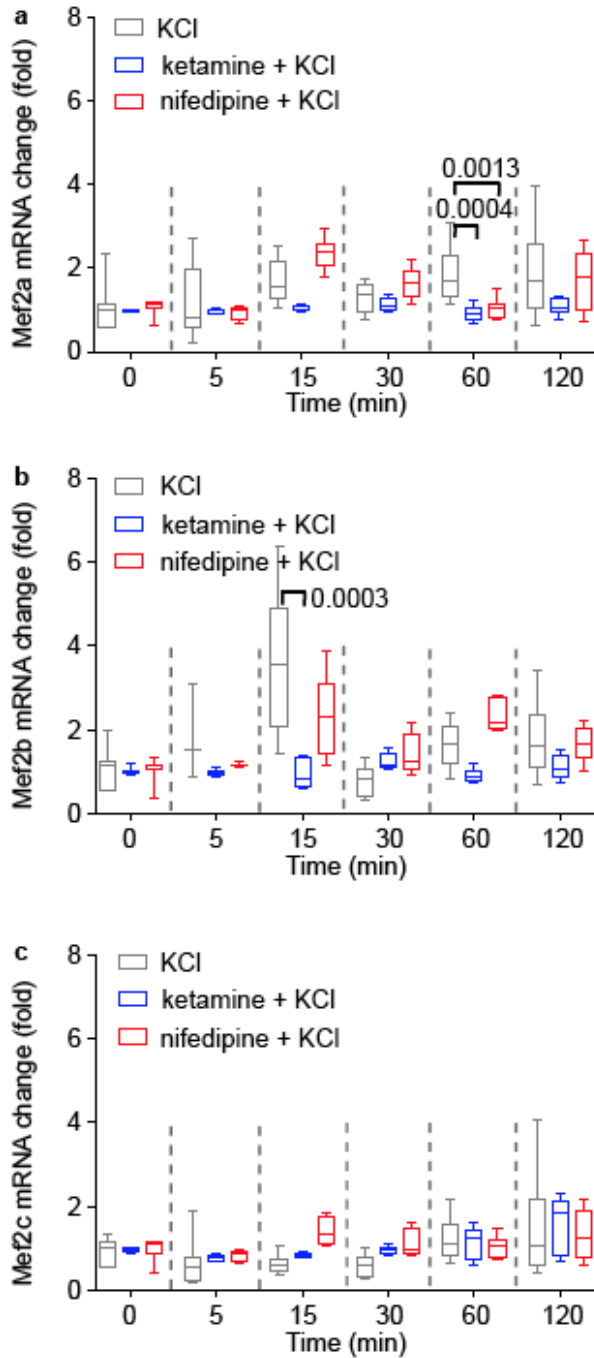 a
Mef2a mRNA change (fold)
8
6
4
2
0
KCl
ketamine + KCl
nifedipine + KCl
0.0013
0.0004
0 5 15 30 60 120
Time (min)
b
Mef2b mRNA change (fold)
8
6
4
2
0
KCl
ketamine + KCl
nifedipine + KCl
0.0003
0 5 15 30 60 120
Time (min)
c
Mef2c mRNA change (fold)
8
6
4
2
0
KCl
ketamine + KCl
nifedipine + KCl
0 5 15 30 60 120
Time (min)